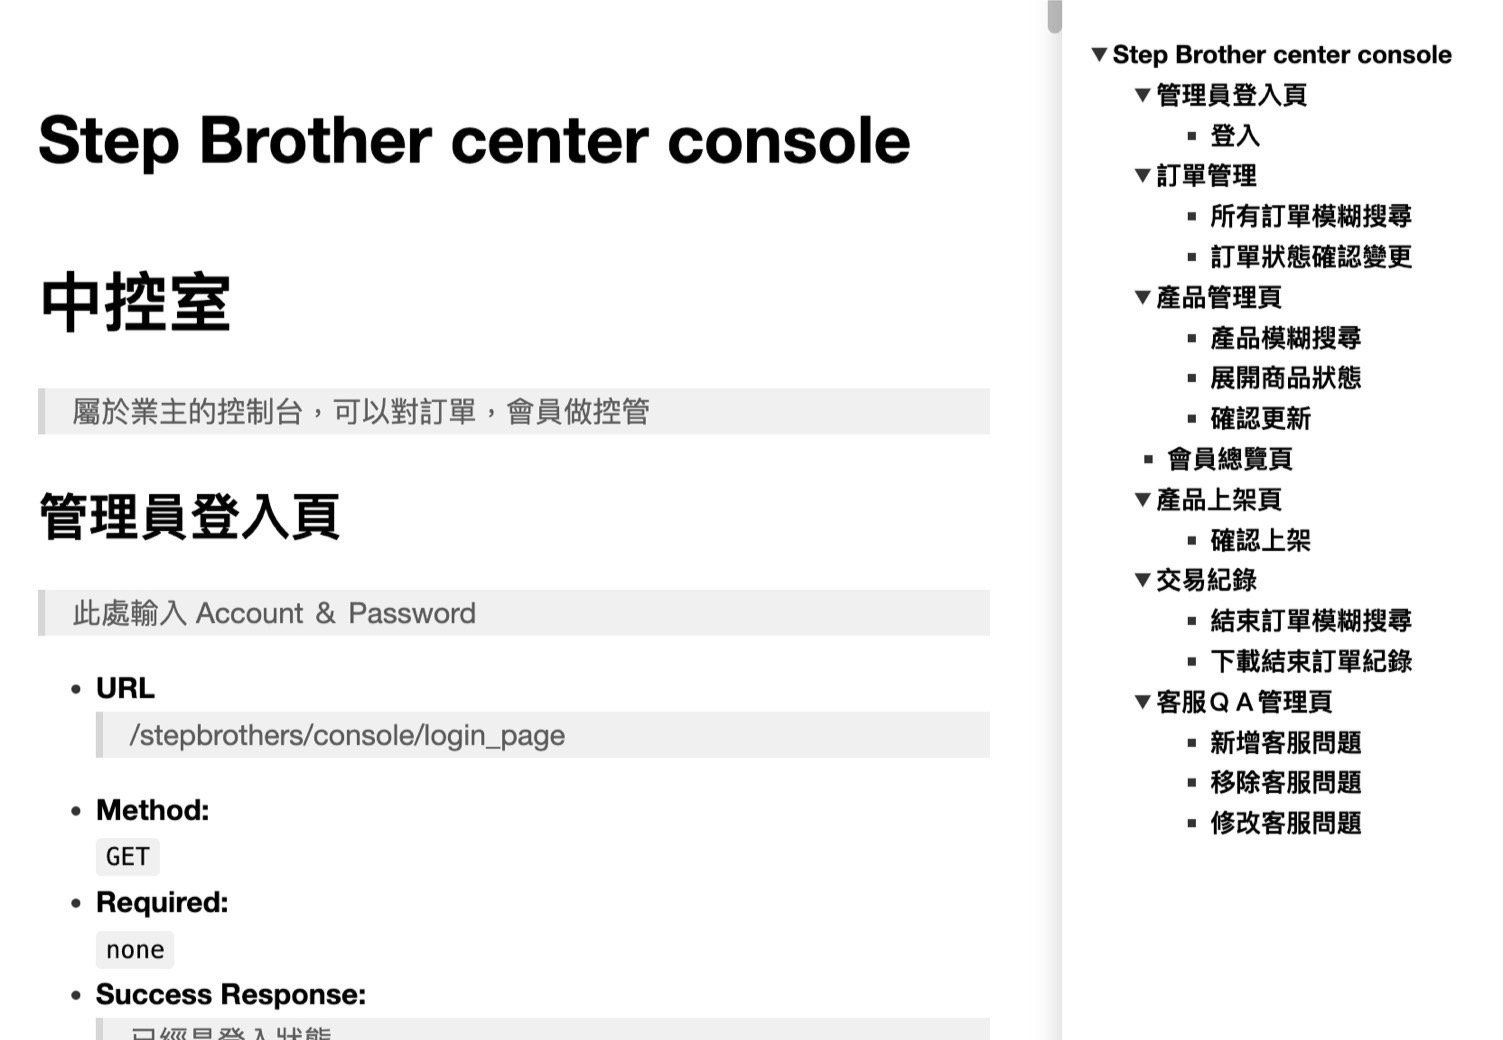 Step Brother center console
中控室
屬於業主的控制台，可以對訂單，會員做控管
管理員登入頁
此處輸入 Account ＆ Password
URL
/stepbrothers/console/login_page
Method:
GET
Required:
none
Success Response:
已經是登入狀態
Step Brother center console
管理員登入頁
登入
訂單管理
所有訂單模糊搜尋
訂單狀態確認變更
產品管理頁
產品模糊搜尋
展開商品狀態
確認更新
會員總覽頁
產品上架頁
確認上架
交易紀錄
結束訂單模糊搜尋
下載結束訂單紀錄
客服ＱＡ管理頁
新增客服問題
移除客服問題
修改客服問題